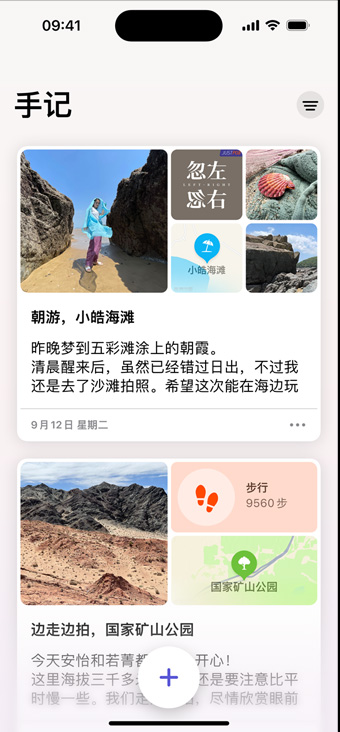 09:41
手记
忽左
LEFT-RIGHT
忽右
小皓海滩
朝游，小皓海滩
昨晚梦到五彩滩涂上的朝霞。
清晨醒来后，虽然已经错过日出，不过我
还是去了沙滩拍照。希望这次能在海边玩
9月12日 星期二
步行
9560步
国家矿山公园
边走边拍，国家矿山公园
今天安怡和若菁都
开心！
这里海拔三千多
还是要注意比平
时慢一些。我们走
尽情欣赏眼前